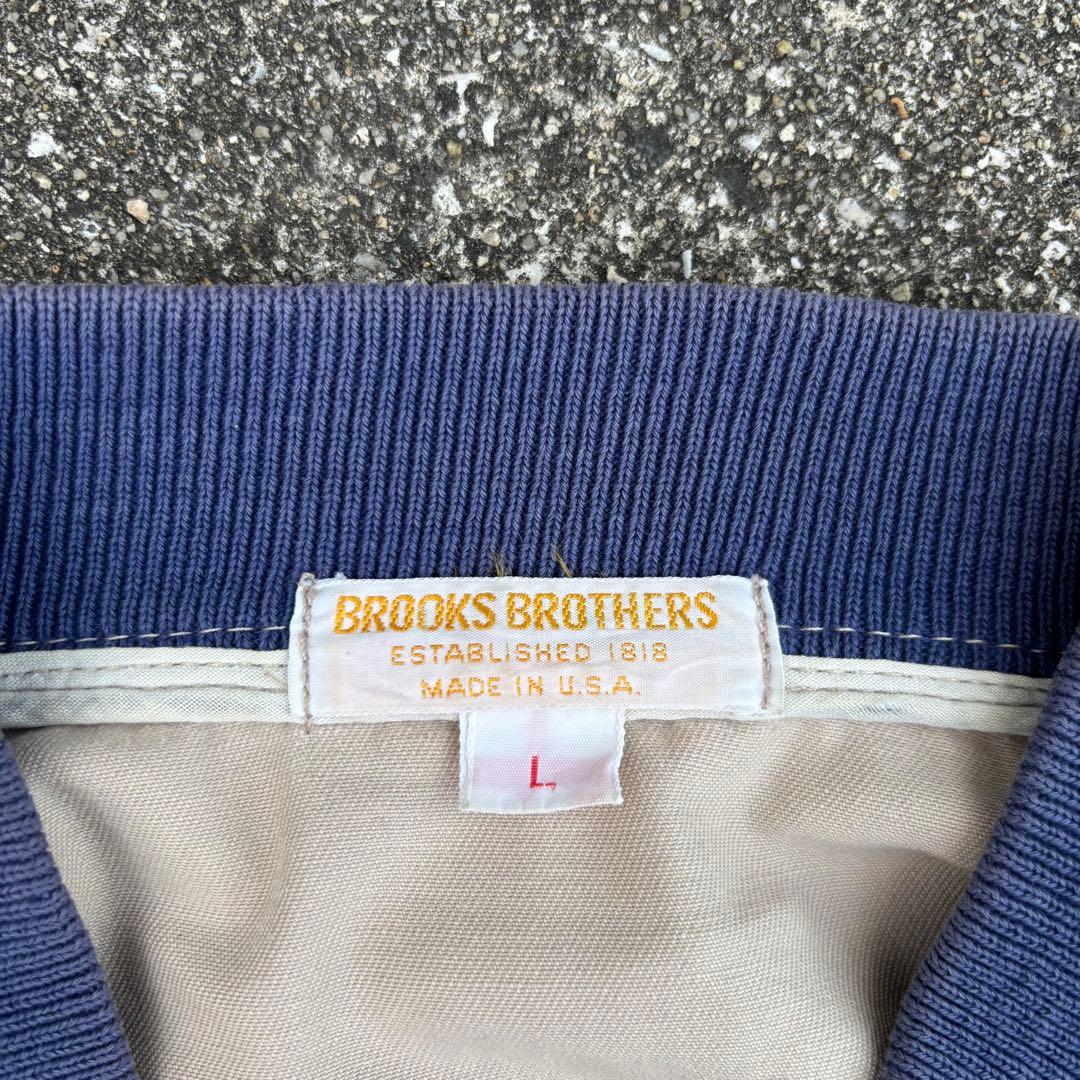 BROOKS BROTHERS
ESTABLISHED 1818
MADE IN U.S.A.
L